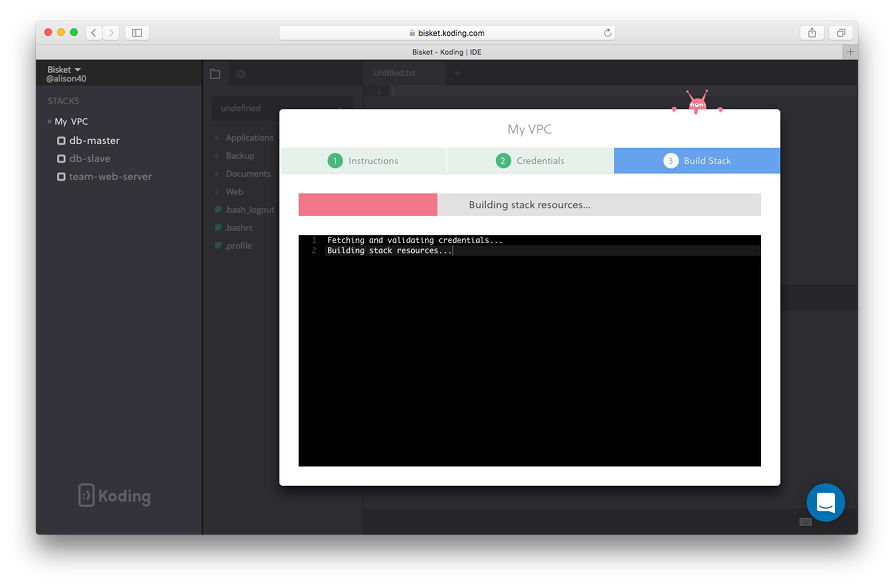 bisket.koding.com
Bisket - Koding | IDE
Bisket
@alison40
STACKS
My VPC
db-master
db-slave
team-web-server
Koding
Untitled.txt
1
undefined
Applications
Backup
Documents
Web
.bash_logout
.bashrc
.profile
My VPC
1 Instructions
2 Credentials
3 Build Stack
Building stack resources...
1 Fetching and validating credentials...
2 Building stack resources...